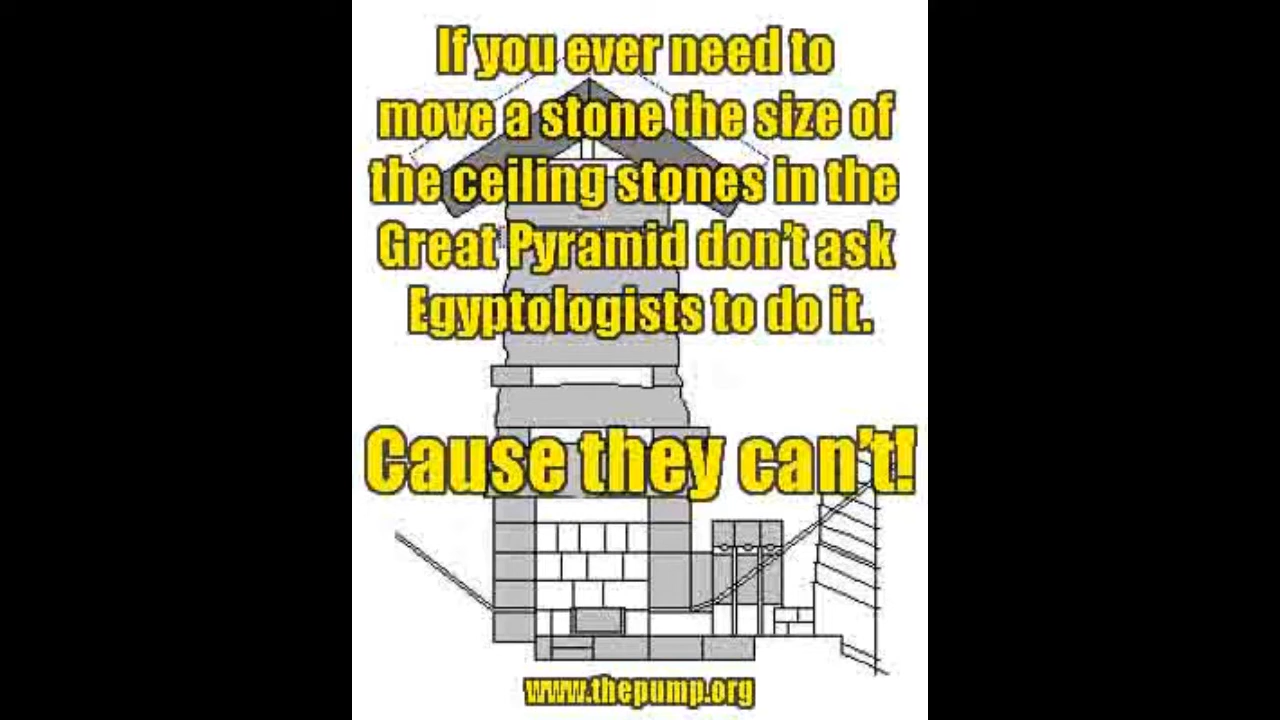 If you ever need to
move a stone the size of
the ceiling stones in the
Great Pyramid don't ask
Egyptologists to do it.
Cause they can't!
www.thepump.org